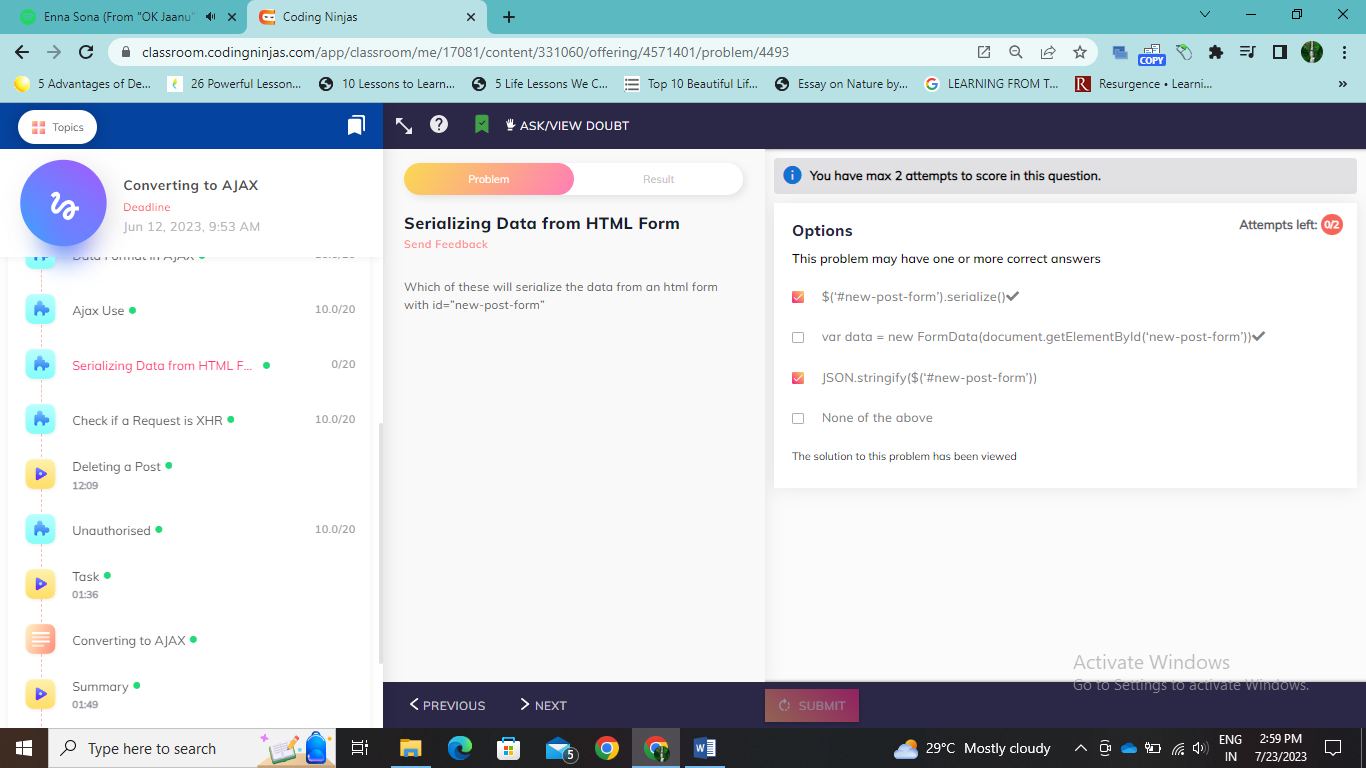 Enna Sona (From "OK Jaanu"
Coding Ninjas
classroom.codingninjas.com/app/classroom/me/17081/content/331060/offering/4571401/problem/4493
COPY
5 Advantages of De...
26 Powerful Lesson...
10 Lessons to Learn...
5 Life Lessons We C...
Top 10 Beautiful Lif...
Essay on Nature by...
LEARNING FROM T...
Resurgence • Learni...
»
Topics
ASK/VIEW DOUBT
Converting to AJAX
Deadline
Jun 12, 2023, 9:53 AM
Data Format in AJAX
Ajax Use
10.0/20
Serializing Data from HTML F...
0/20
Check if a Request is XHR
10.0/20
Deleting a Post
12:09
Unauthorised
10.0/20
Task
01:36
Converting to AJAX
Summary
01:49
Problem
Result
Serializing Data from HTML Form
Send Feedback
Which of these will serialize the data from an html form
with id="new-post-form"
You have max 2 attempts to score in this question.
Options
Attempts left: 0/2
This problem may have one or more correct answers
$('#new-post-form').serialize()✔
var data = new FormData(document.getElementById('new-post-form'))✔
JSON.stringify($('#new-post-form'))
None of the above
The solution to this problem has been viewed
Activate Windows
Go to Settings to activate Windows.
PREVIOUS
NEXT
SUBMIT
Type here to search
5
29°C Mostly cloudy
ENG
IN
2:59 PM
7/23/2023